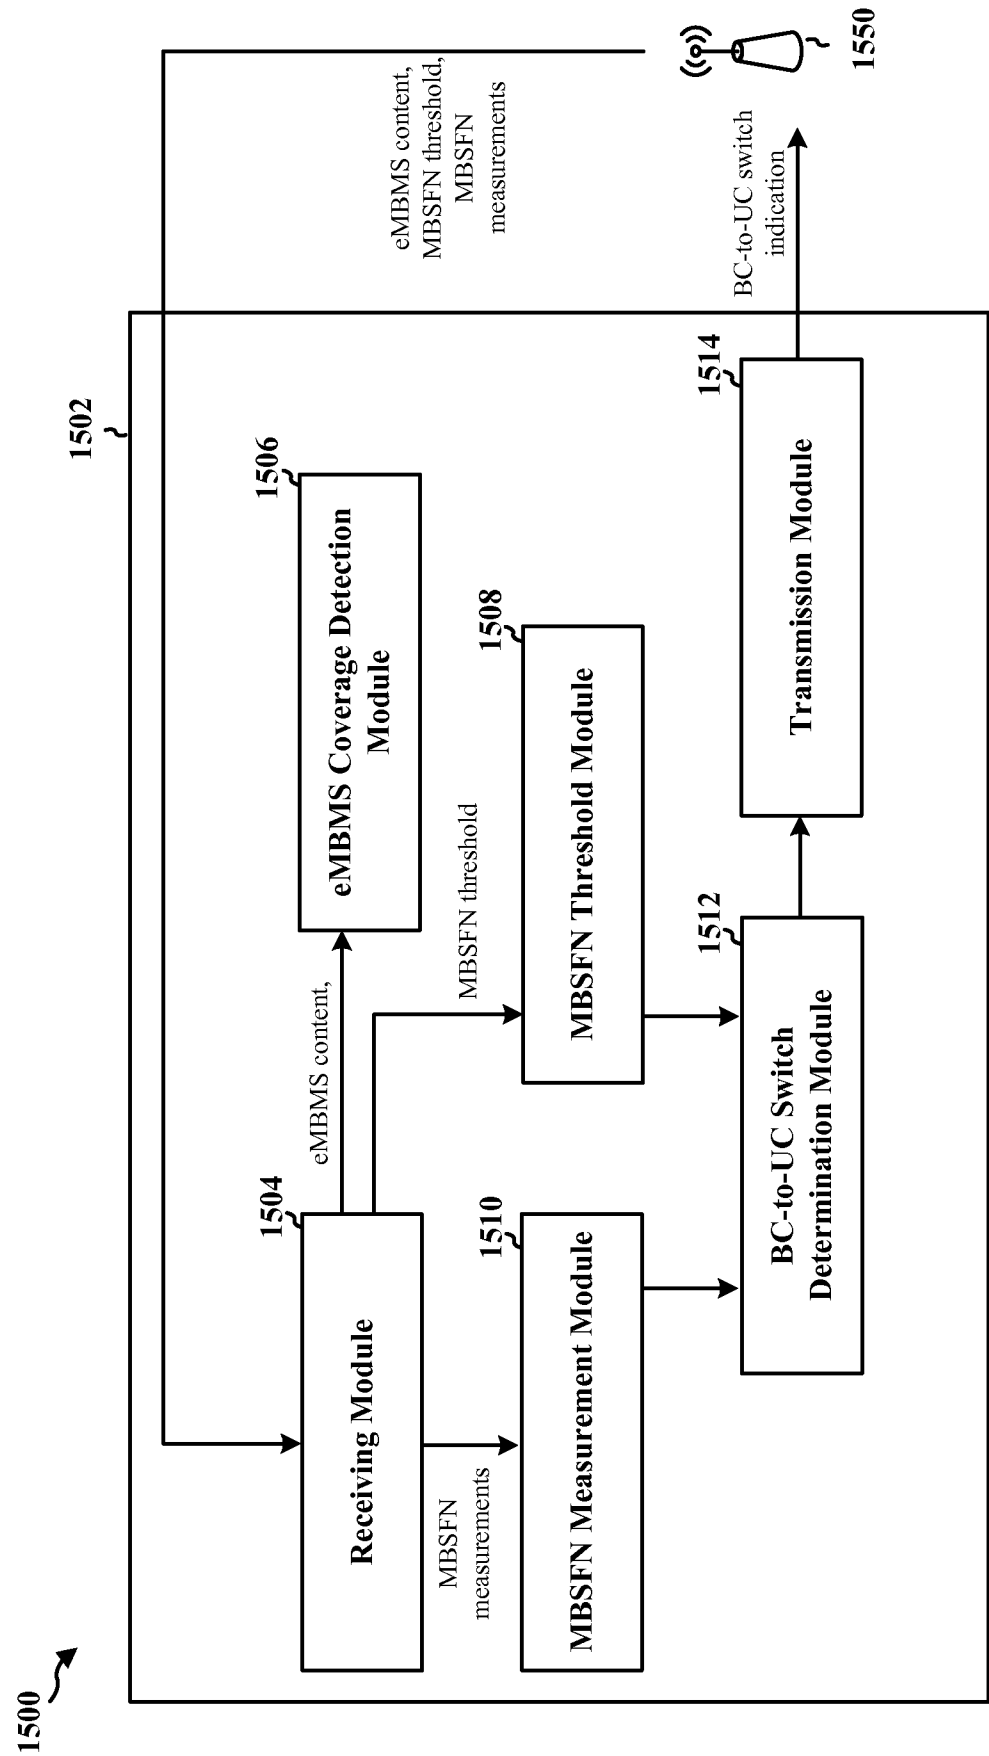 1500
1502
eMBMS content,
MBSFN threshold,
MBSFN
measurements
1550
1504
Receiving Module
eMBMS content,
1506
eMBMS Coverage Detection
Module
MBSFN
measurements
MBSFN threshold
1510
MBSFN Measurement Module
1508
MBSFN Threshold Module
1512
BC-to-UC Switch
Determination Module
1514
Transmission Module
BC-to-UC switch
indication